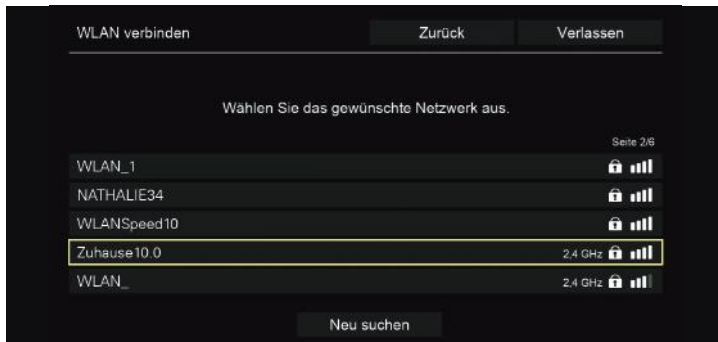 WLAN verbinden Zurück Verlassen
Wählen Sie das gewünschte Netzwerk aus.
Seite 2/6
WLAN_1
NATHALIE34
WLANSpeed10
Zuhause10.0 2,4 GHz
WLAN_ 2,4 GHz
Neu suchen